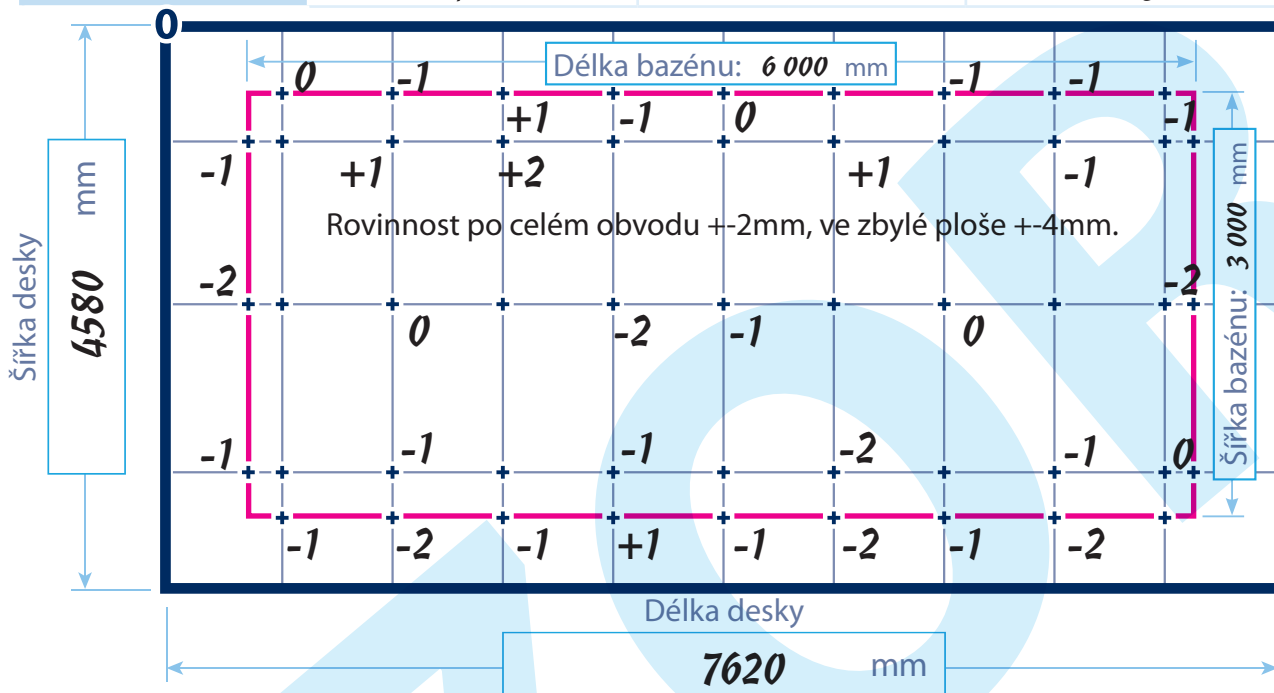 0
Délka bazénu: 6 000 mm
0 -1 -1 -1
+1 -1 0 -1
-1 +1 +2 +1 -1
Rovinnost po celém obvodu +-2mm, ve zbylé ploše +-4mm.
Šířka desky
4580 mm
Šířka bazénu: 3 000 mm
-2 -2
0 -2 -1 0
-1 -1 -1 -2 -1 0
-1 -2 -1 +1 -1 -2 -1 -2
Délka desky
7620 mm